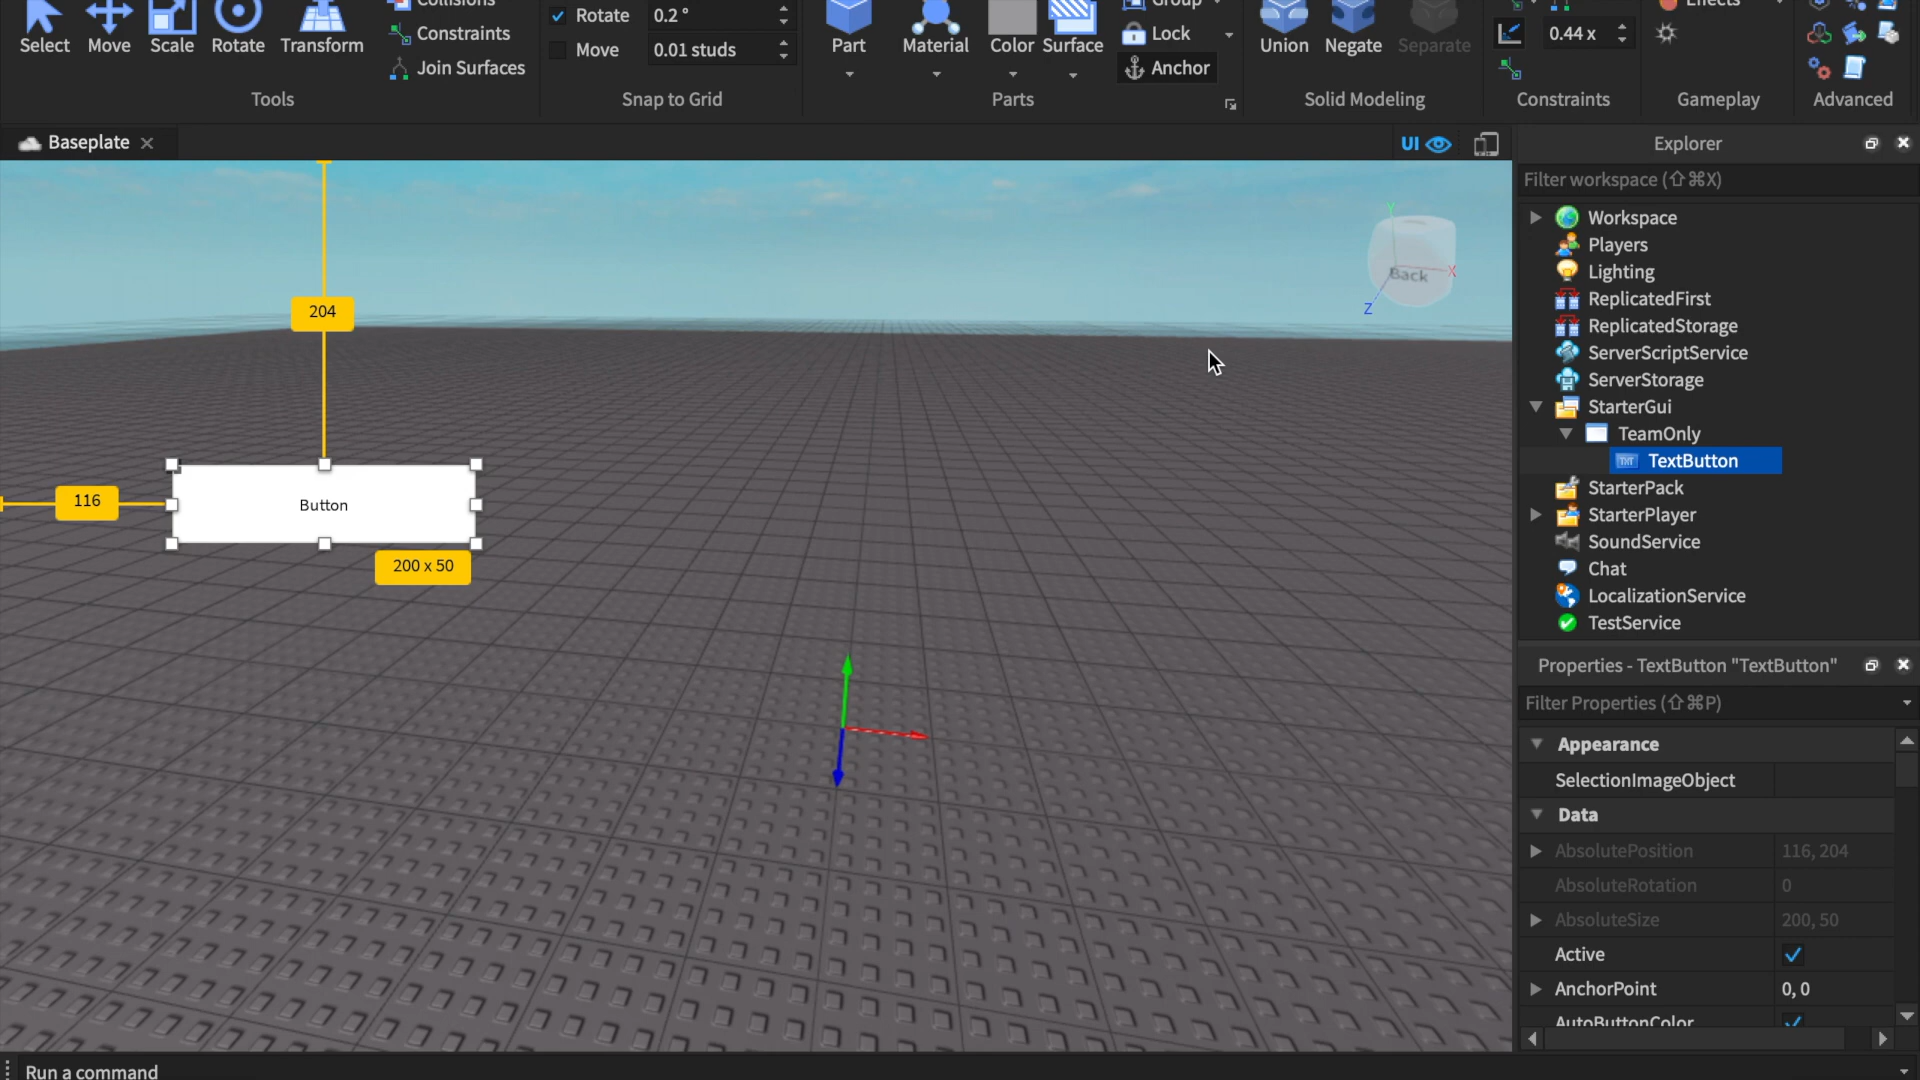 Collisions
Group
Effects
Rotate 0.2 °
Constraints
Lock
0.44 x
Select Move Scale Rotate Transform
Part Material Color Surface
Union Negate Separate
Move 0.01 studs
Join Surfaces
Anchor
Tools Snap to Grid Parts Solid Modeling Constraints Gameplay Advanced
Baseplate
UI
Explorer
Filter workspace (⇧⌘X)
Workspace
Players
Lighting
ReplicatedFirst
ReplicatedStorage
ServerScriptService
ServerStorage
StarterGui
TeamOnly
TextButton
StarterPack
StarterPlayer
SoundService
Chat
LocalizationService
TestService
Y
Back
X
Z
204
116
Button
200 x 50
Properties - TextButton "TextButton"
Filter Properties (⇧⌘P)
Appearance
SelectionImageObject
Data
AbsolutePosition 116, 204
AbsoluteRotation 0
AbsoluteSize 200, 50
Active
AnchorPoint 0, 0
AutoButtonColor
Run a command